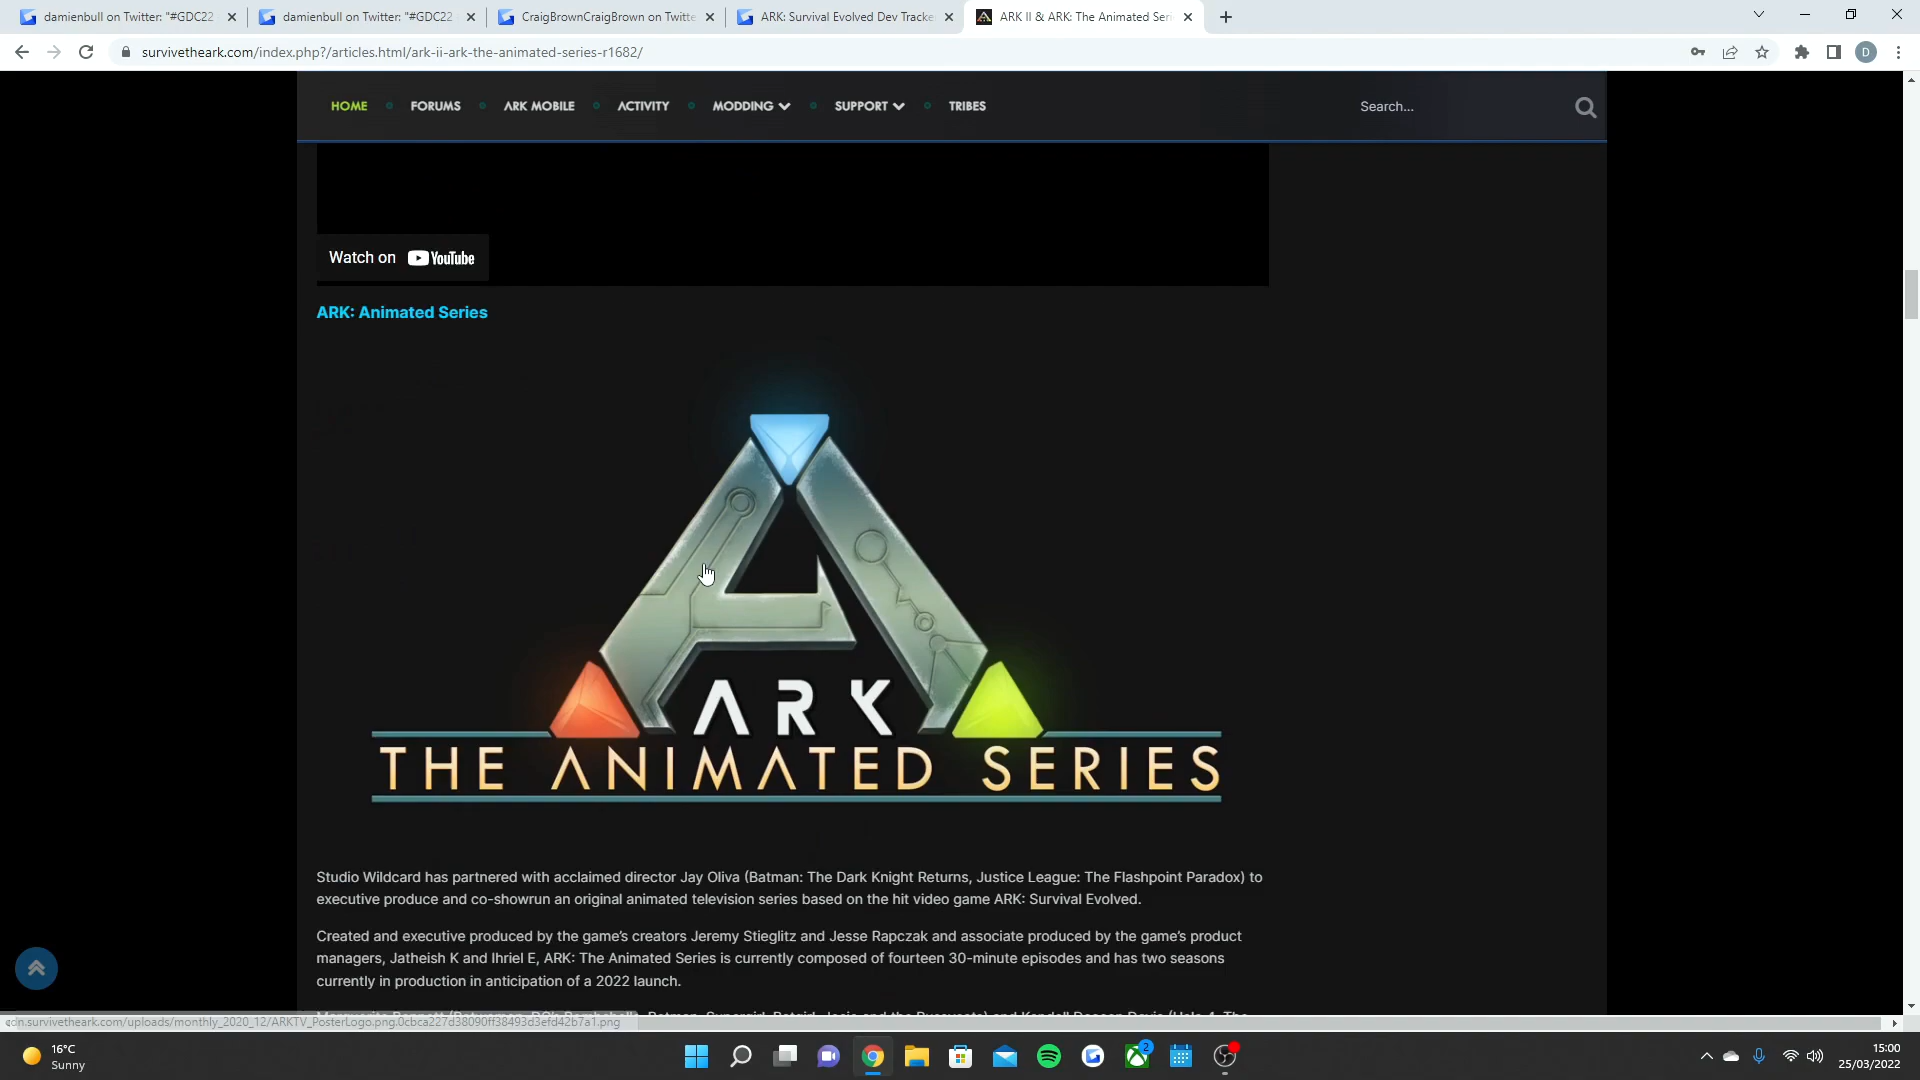 damienbull on Twitter: "#GDC22
damienbull on Twitter: "#GDC22
CraigBrownCraigBrown on Twitte
ARK: Survival Evolved Dev Tracke
ARK II & ARK: The Animated Seri
survivetheark.com/index.php?/articles.html/ark-ii-ark-the-animated-series-r1682/
D
HOME
FORUMS
ARK MOBILE
ACTIVITY
MODDING
SUPPORT
TRIBES
Search...
Watch on YouTube
ARK: Animated Series
ARK
THE ANIMATED SERIES
Studio Wildcard has partnered with acclaimed director Jay Oliva (Batman: The Dark Knight Returns, Justice League: The Flashpoint Paradox) to
executive produce and co-showrun an original animated television series based on the hit video game ARK: Survival Evolved.
Created and executive produced by the game's creators Jeremy Stieglitz and Jesse Rapczak and associate produced by the game's product
managers, Jatheish K and Ihriel E, ARK: The Animated Series is currently composed of fourteen 30-minute episodes and has two seasons
currently in production in anticipation of a 2022 launch.
cdn.survivetheark.com/uploads/monthly_2020_12/ARKTV_PosterLogo.png.0cbca227d38090ff38493d3efd42b7a1.png
16°C
Sunny
2
15:00
25/03/2022